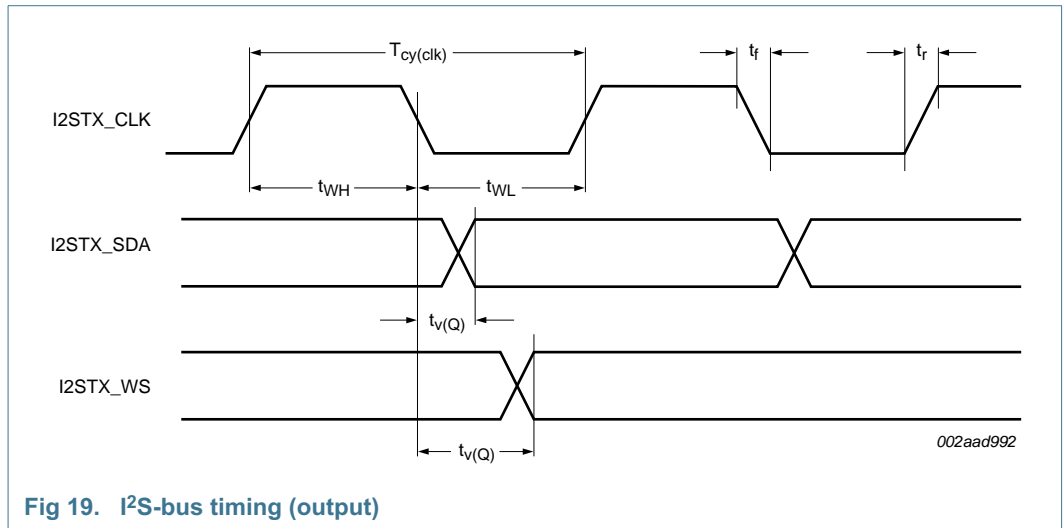 Tcy(clk)
tf
tr
I2STX_CLK
tWH
tWL
I2STX_SDA
tv(Q)
I2STX_WS
tv(Q)
002aad992
Fig 19. I2S-bus timing (output)